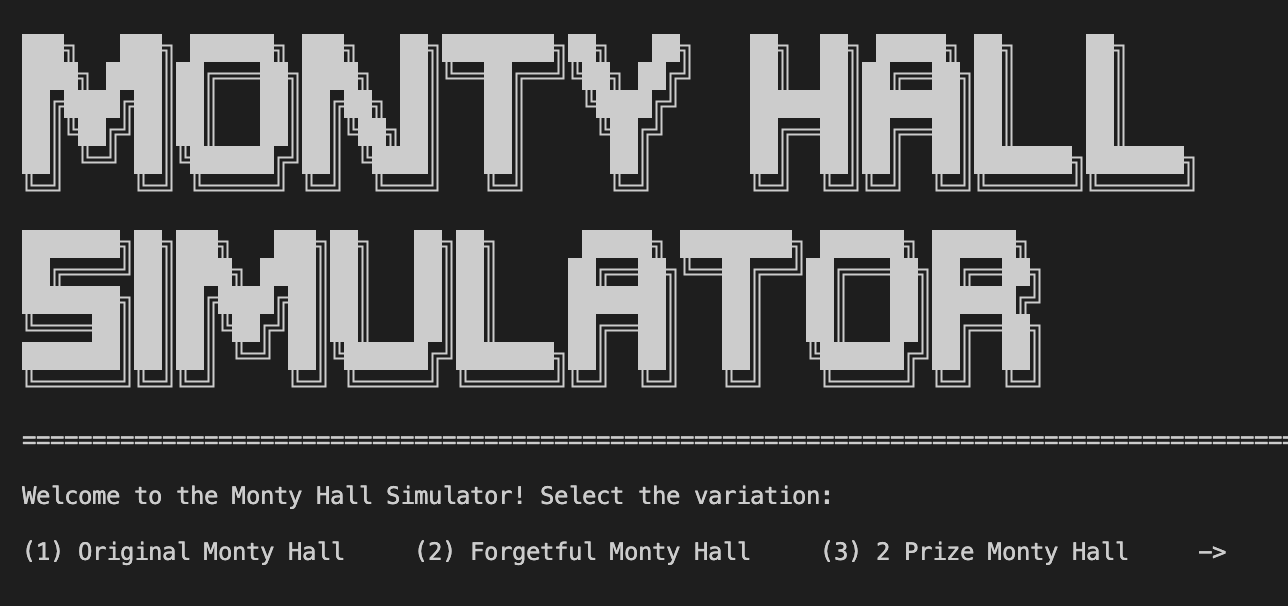 MONTY HALL
SIMULATOR
===========================================================================================
Welcome to the Monty Hall Simulator! Select the variation:
(1) Original Monty Hall     (2) Forgetful Monty Hall     (3) 2 Prize Monty Hall     —>